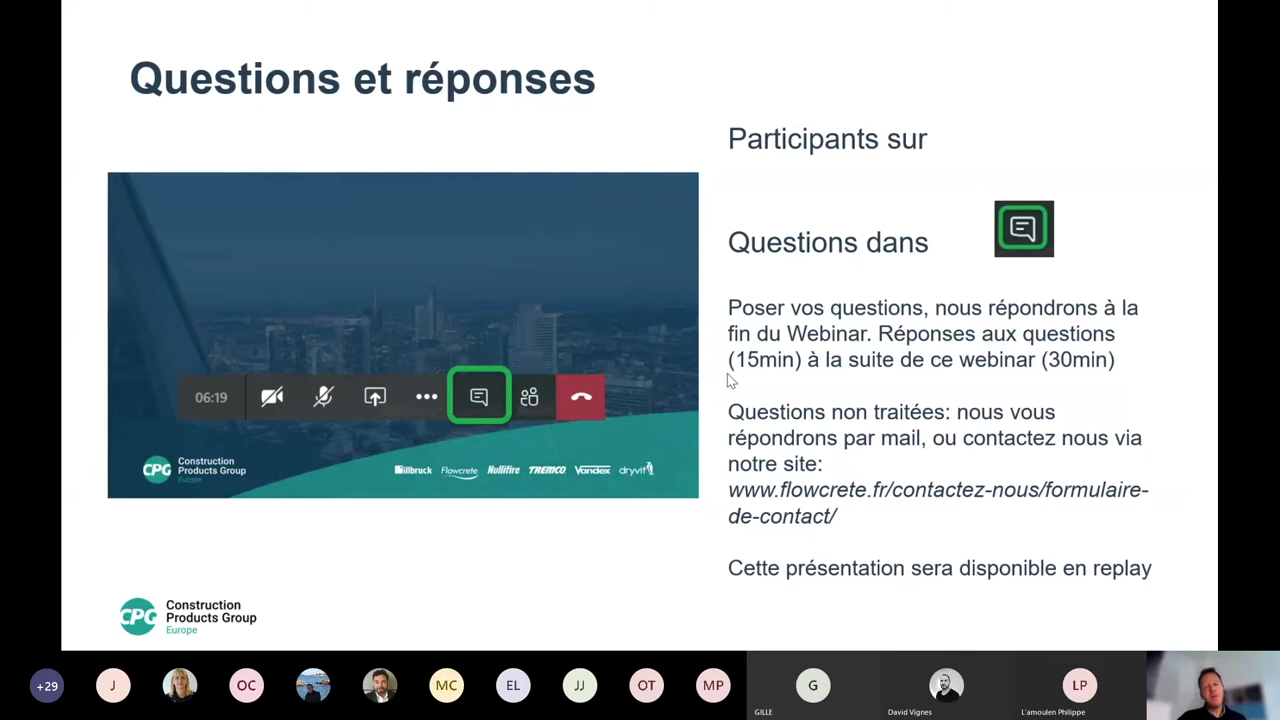 Questions et réponses
Participants sur
Questions dans
Poser vos questions, nous répondrons à la
fin du Webinar. Réponses aux questions
(15min) à la suite de ce webinar (30min)
Questions non traitées: nous vous
répondrons par mail, ou contactez nous via
notre site:
www.flowcrete.fr/contactez-nous/formulaire-
de-contact/
Cette présentation sera disponible en replay
06:19
CPG Construction
Products Group
Europe
illbruck Flowcrete Nullifire TREMCO Vandex dryvit
CPG Construction
Products Group
Europe
+29 J OC MC EL JJ OT MP G LP
GILLE David Vignes L'amoulen Philippe